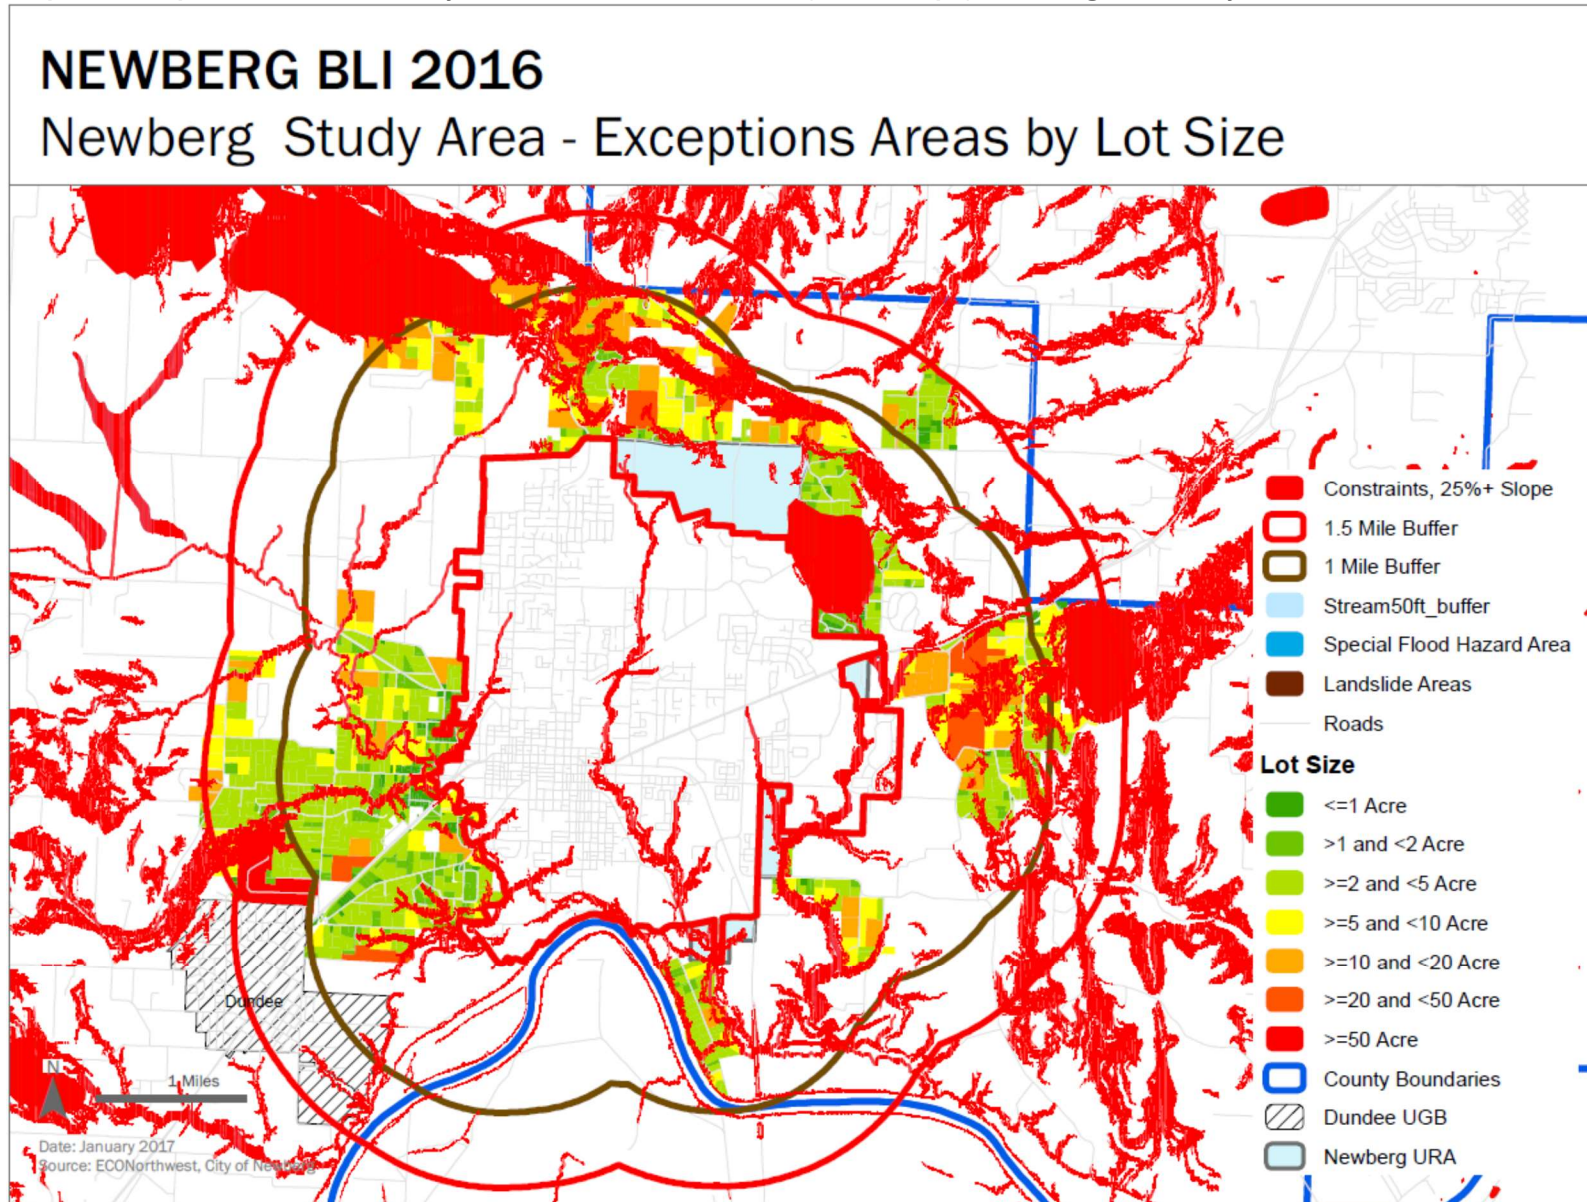 NEWBERG BLI 2016
Newberg Study Area - Exceptions Areas by Lot Size
Constraints, 25%+ Slope
1.5 Mile Buffer
1 Mile Buffer
Stream50ft_buffer
Special Flood Hazard Area
Landslide Areas
Roads
Lot Size
<=1 Acre
>1 and <2 Acre
>=2 and <5 Acre
>=5 and <10 Acre
>=10 and <20 Acre
>=20 and <50 Acre
>=50 Acre
County Boundaries
Dundee UGB
Newberg URA
Dundee
N
1 Miles
Date: January 2017
Source: ECONorthwest, City of Newberg